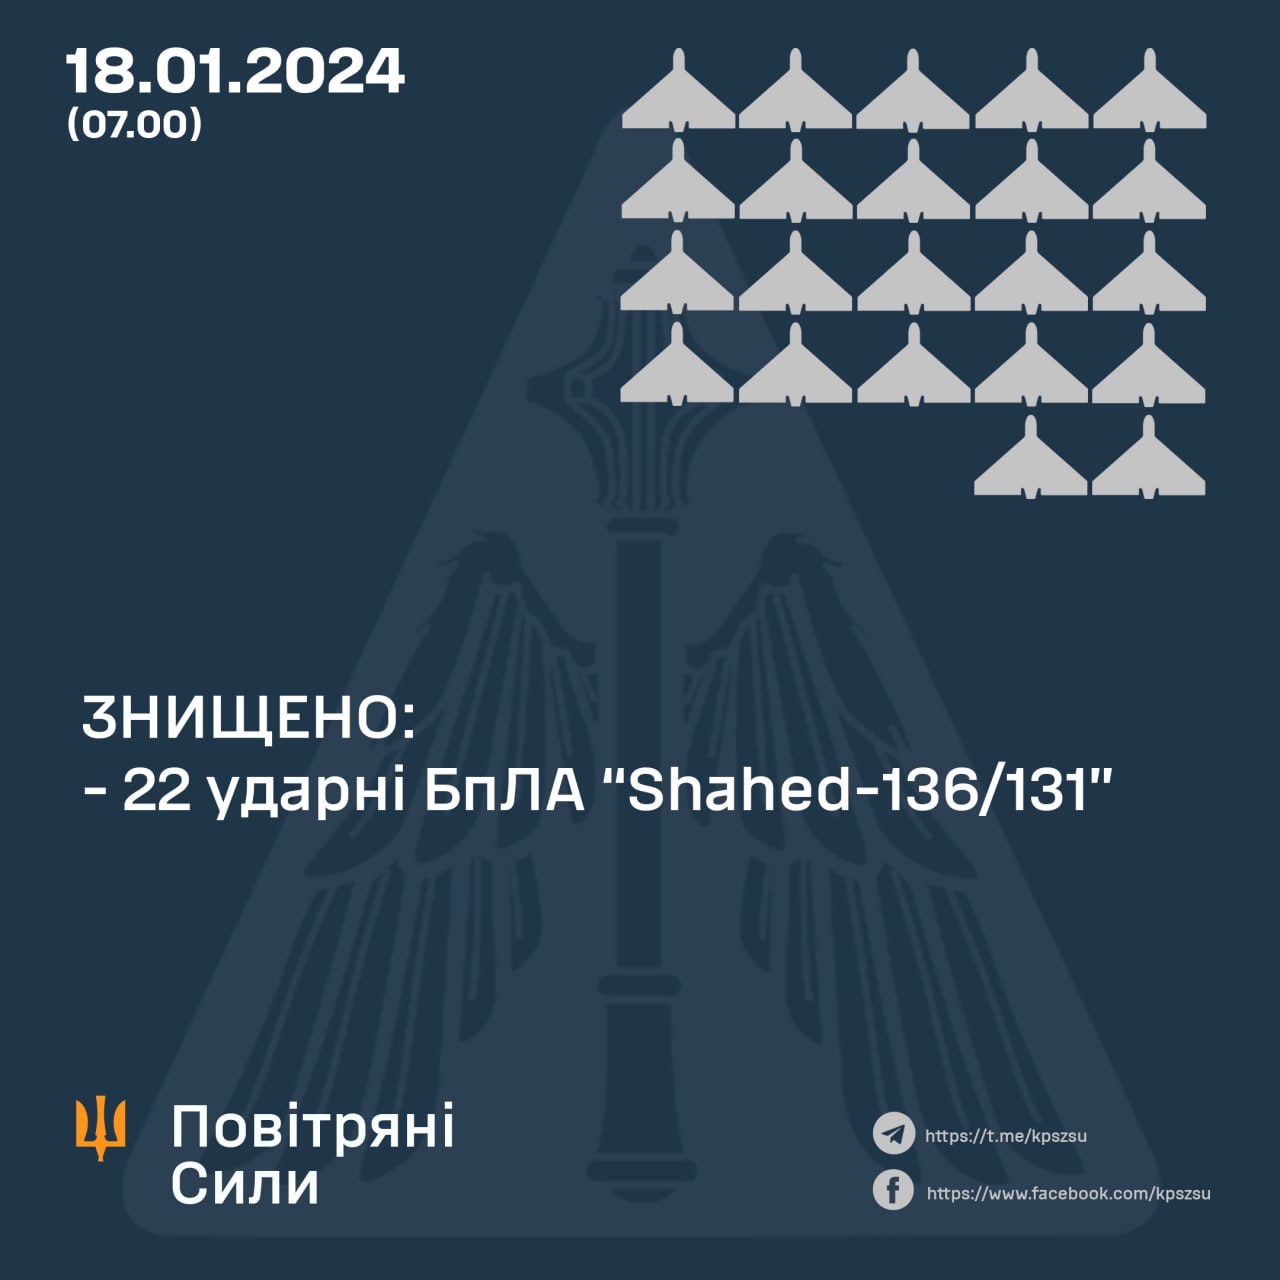 18.01.2024
(07.00)
ЗНИЩЕНО:
- 22 ударні БпЛА “Shahed-136/131”
Повітряні
Сили
https://t.me/kpszsu
https://www.facebook.com/kpszsu